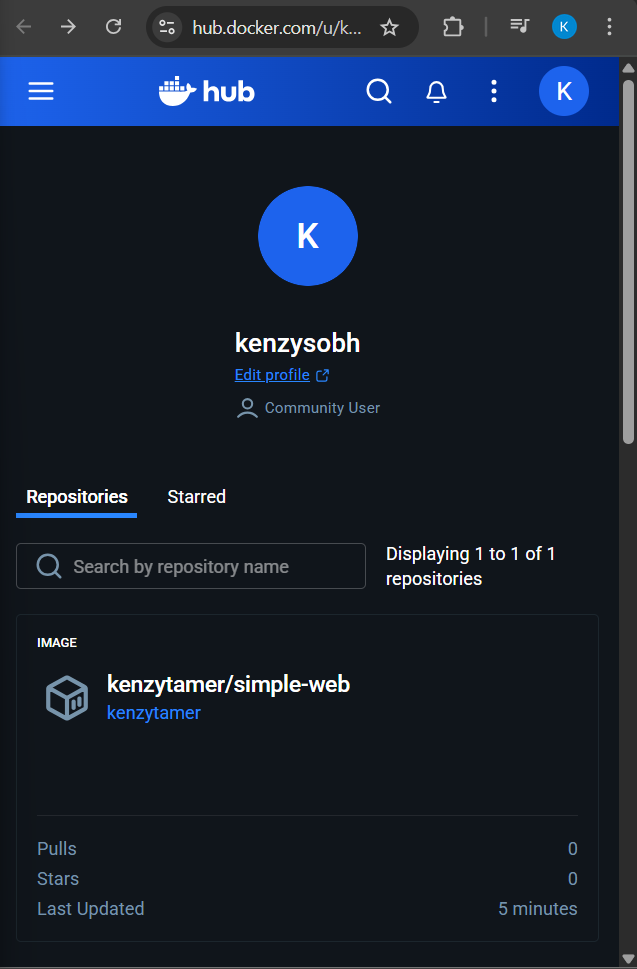 hub.docker.com/u/k...
K
hub
K
K
kenzysobh
Edit profile
Community User
Repositories
Starred
Search by repository name
Displaying 1 to 1 of 1
repositories
IMAGE
kenzytamer/simple-web
kenzytamer
Pulls 0
Stars 0
Last Updated 5 minutes